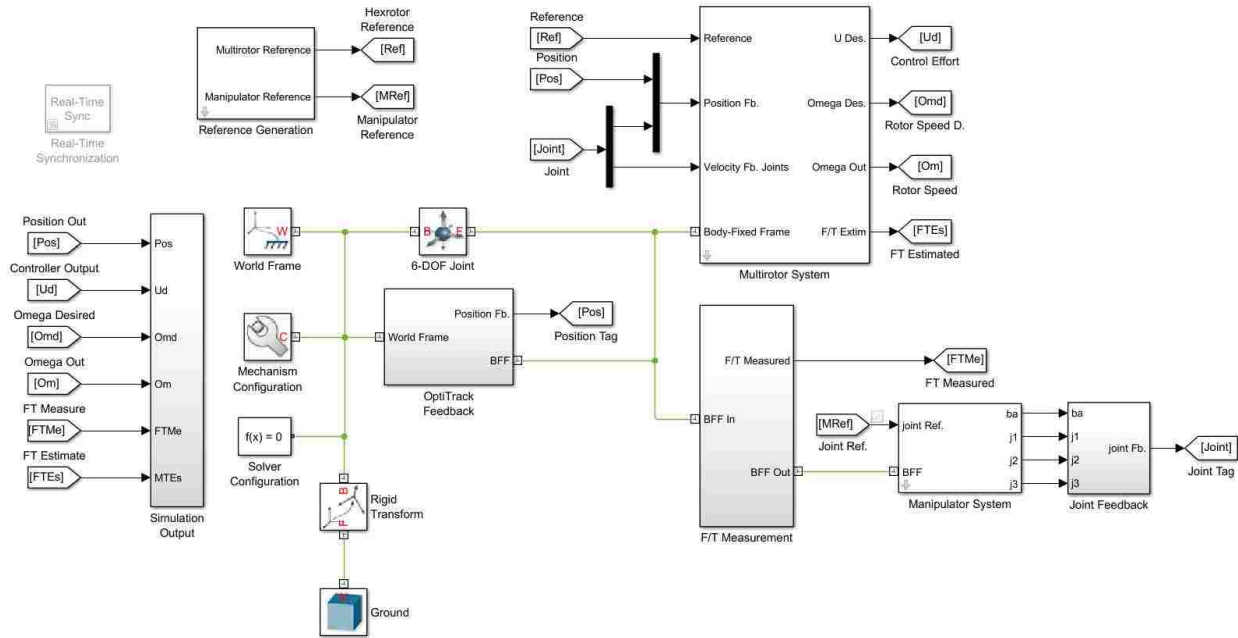 Hexrotor
Reference
Multirotor Reference
[Ref]
Manipulator Reference
[MRef]
Reference Generation
Manipulator
Reference
Real-Time
Sync
Real-Time
Synchronization
Reference
[Ref]
Position
[Pos]
[Joint]
Joint
Reference
Position Fb.
Velocity Fb. Joints
Body-Fixed Frame
U Des.
Omega Des.
Omega Out
F/T Extim
Multirotor System
[Ud]
Control Effort
[Omd]
Rotor Speed D.
[Om]
Rotor Speed
[FTEs]
FT Estimated
Position Out
[Pos]
Controller Output
[Ud]
Omega Desired
[Omd]
Omega Out
[Om]
FT Measure
[FTMe]
FT Estimate
[FTEs]
Pos
Ud
Omd
Om
FTMe
MTEs
Simulation
Output
W
World Frame
B
F
6-DOF Joint
C
Mechanism
Configuration
World Frame
Position Fb.
BFF
OptiTrack
Feedback
[Pos]
Position Tag
f(x) = 0
Solver
Configuration
B
F
Rigid
Transform
Ground
F/T Measured
BFF In
BFF Out
F/T Measurement
[FTMe]
FT Measured
[MRef]
Joint Ref.
joint Ref.
BFF
ba
j1
j2
j3
Manipulator System
ba
j1
j2
j3
joint Fb.
Joint Feedback
[Joint]
Joint Tag